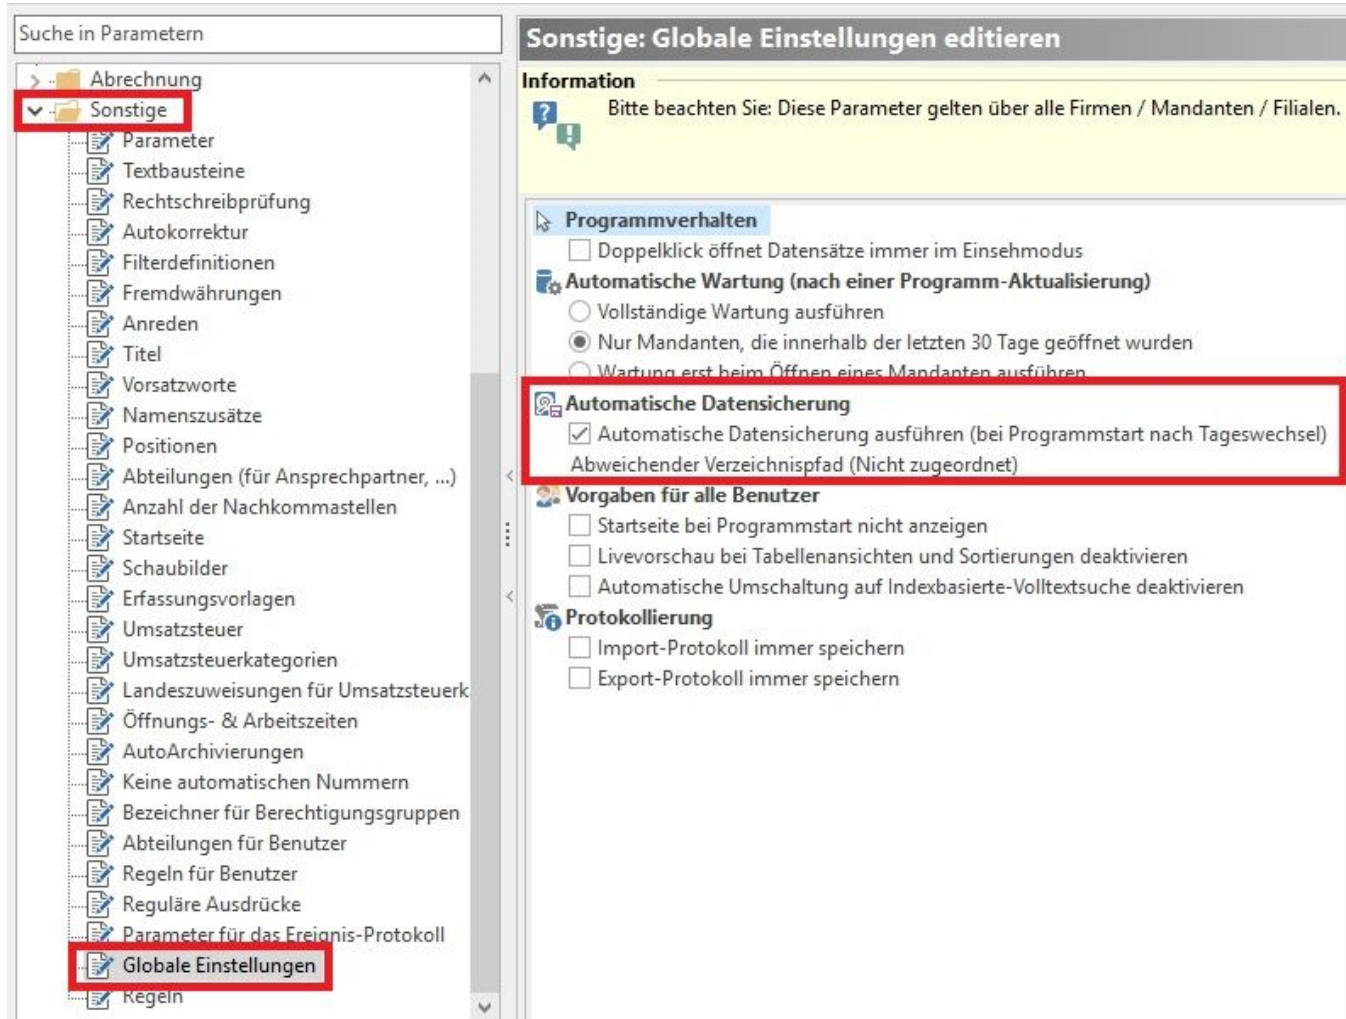 Suche in Parametern
Abrechnung
Sonstige
Parameter
Textbausteine
Rechtschreibprüfung
Autokorrektur
Filterdefinitionen
Fremdwährungen
Anreden
Titel
Vorsatzworte
Namenszusätze
Positionen
Abteilungen (für Ansprechpartner, ...)
Anzahl der Nachkommastellen
Startseite
Schaubilder
Erfassungsvorlagen
Umsatzsteuer
Umsatzsteuerkategorien
Landeszuweisungen für Umsatzsteuerk
Öffnungs- & Arbeitszeiten
AutoArchivierungen
Keine automatischen Nummern
Bezeichner für Berechtigungsgruppen
Abteilungen für Benutzer
Regeln für Benutzer
Reguläre Ausdrücke
Parameter für das Ereignis-Protokoll
Globale Einstellungen
Regeln
Sonstige: Globale Einstellungen editieren
Information
Bitte beachten Sie: Diese Parameter gelten über alle Firmen / Mandanten / Filialen.
Programmverhalten
Doppelklick öffnet Datensätze immer im Einsehmodus
Automatische Wartung (nach einer Programm-Aktualisierung)
Vollständige Wartung ausführen
Nur Mandanten, die innerhalb der letzten 30 Tage geöffnet wurden
Wartung erst beim Öffnen eines Mandanten ausführen
Automatische Datensicherung
Automatische Datensicherung ausführen (bei Programmstart nach Tageswechsel)
Abweichender Verzeichnispfad (Nicht zugeordnet)
Vorgaben für alle Benutzer
Startseite bei Programmstart nicht anzeigen
Livevorschau bei Tabellenansichten und Sortierungen deaktivieren
Automatische Umschaltung auf Indexbasierte-Volltextsuche deaktivieren
Protokollierung
Import-Protokoll immer speichern
Export-Protokoll immer speichern